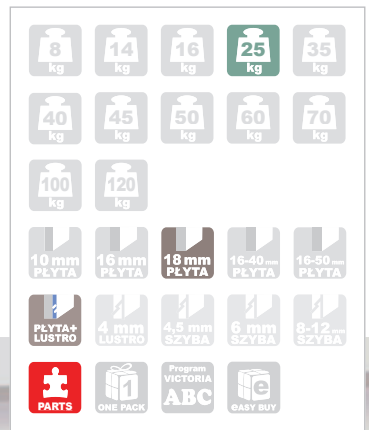 8 kg
14 kg
16 kg
25 kg
35 kg
40 kg
45 kg
50 kg
60 kg
70 kg
100 kg
120 kg
10 mm
PŁYTA
16 mm
PŁYTA
18 mm
PŁYTA
16-40 mm
PŁYTA
16-50 mm
PŁYTA
PŁYTA+
LUSTRO
4 mm
LUSTRO
4,5 mm
SZYBA
6 mm
SZYBA
8-12 mm
SZYBA
PARTS
1
ONE PACK
Program
VICTORIA
ABC
e
eASY BUY